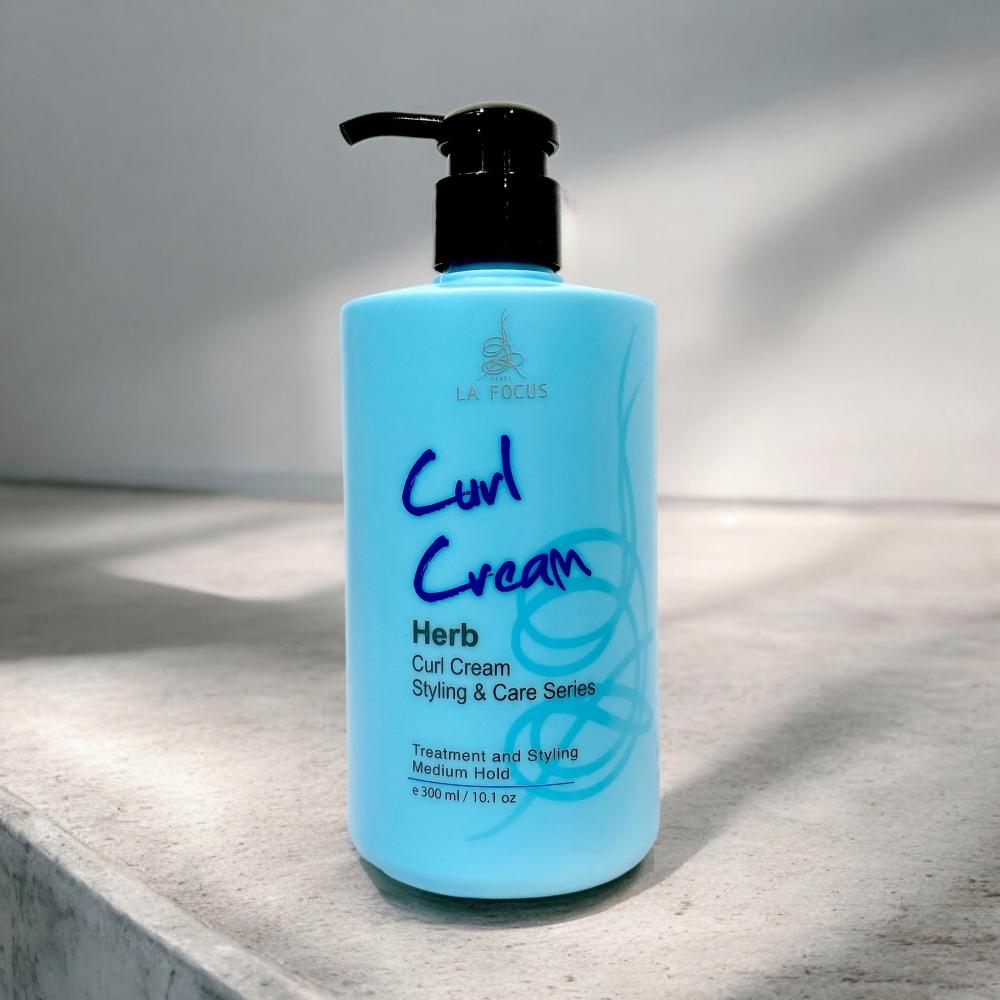 PARIS
LA FOCUS
Curl
Cream
Herb
Curl Cream
Styling & Care Series
Treatment and Styling
Medium Hold
e 300 ml / 10.1 oz